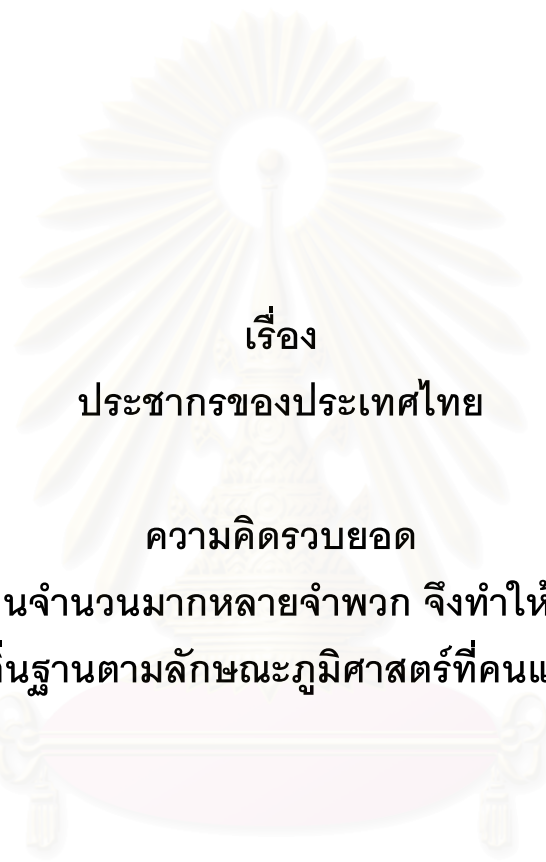 เรื่อง
ประชากรของประเทศไทย
ความคิดรวบยอด
นจำนวนมากหลายจำพวก จึงทำให้
ิ่นฐานตามลักษณะภูมิศาสตร์ที่คนแ